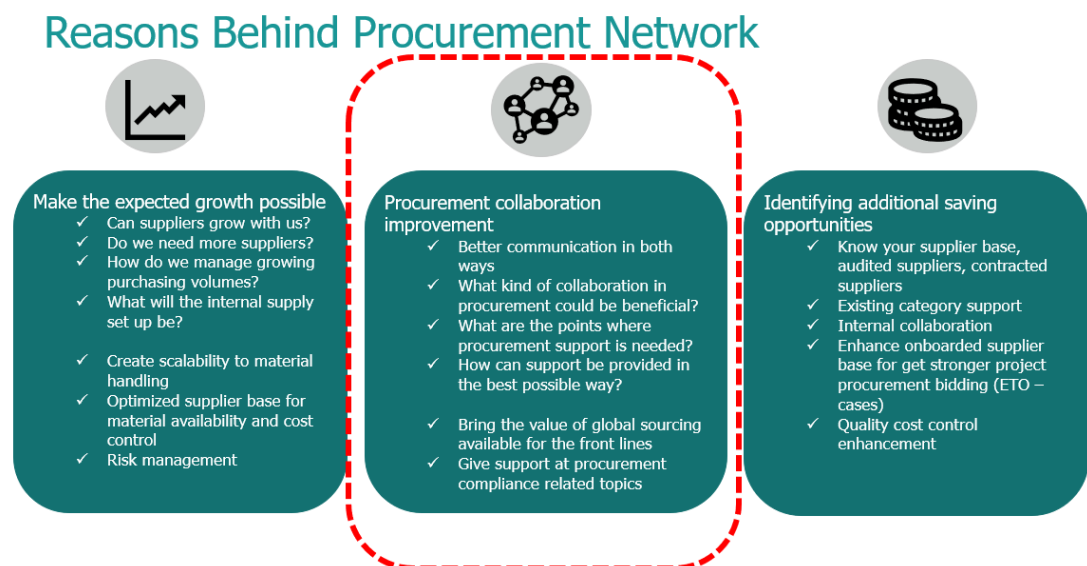 Reasons Behind Procurement Network
Make the expected growth possible
✓ Can suppliers grow with us?
✓ Do we need more suppliers?
✓ How do we manage growing
purchasing volumes?
✓ What will the internal supply
set up be?
✓ Create scalability to material
handling
✓ Optimized supplier base for
material availability and cost
control
✓ Risk management
Procurement collaboration
improvement
✓ Better communication in both
ways
✓ What kind of collaboration in
procurement could be beneficial?
✓ What are the points where
procurement support is needed?
✓ How can support be provided in
the best possible way?
✓ Bring the value of global sourcing
available for the front lines
✓ Give support at procurement
compliance related topics
Identifying additional saving
opportunities
✓ Know your supplier base,
audited suppliers, contracted
suppliers
✓ Existing category support
✓ Internal collaboration
✓ Enhance onboarded supplier
base for get stronger project
procurement bidding (ETO –
cases)
✓ Quality cost control
enhancement